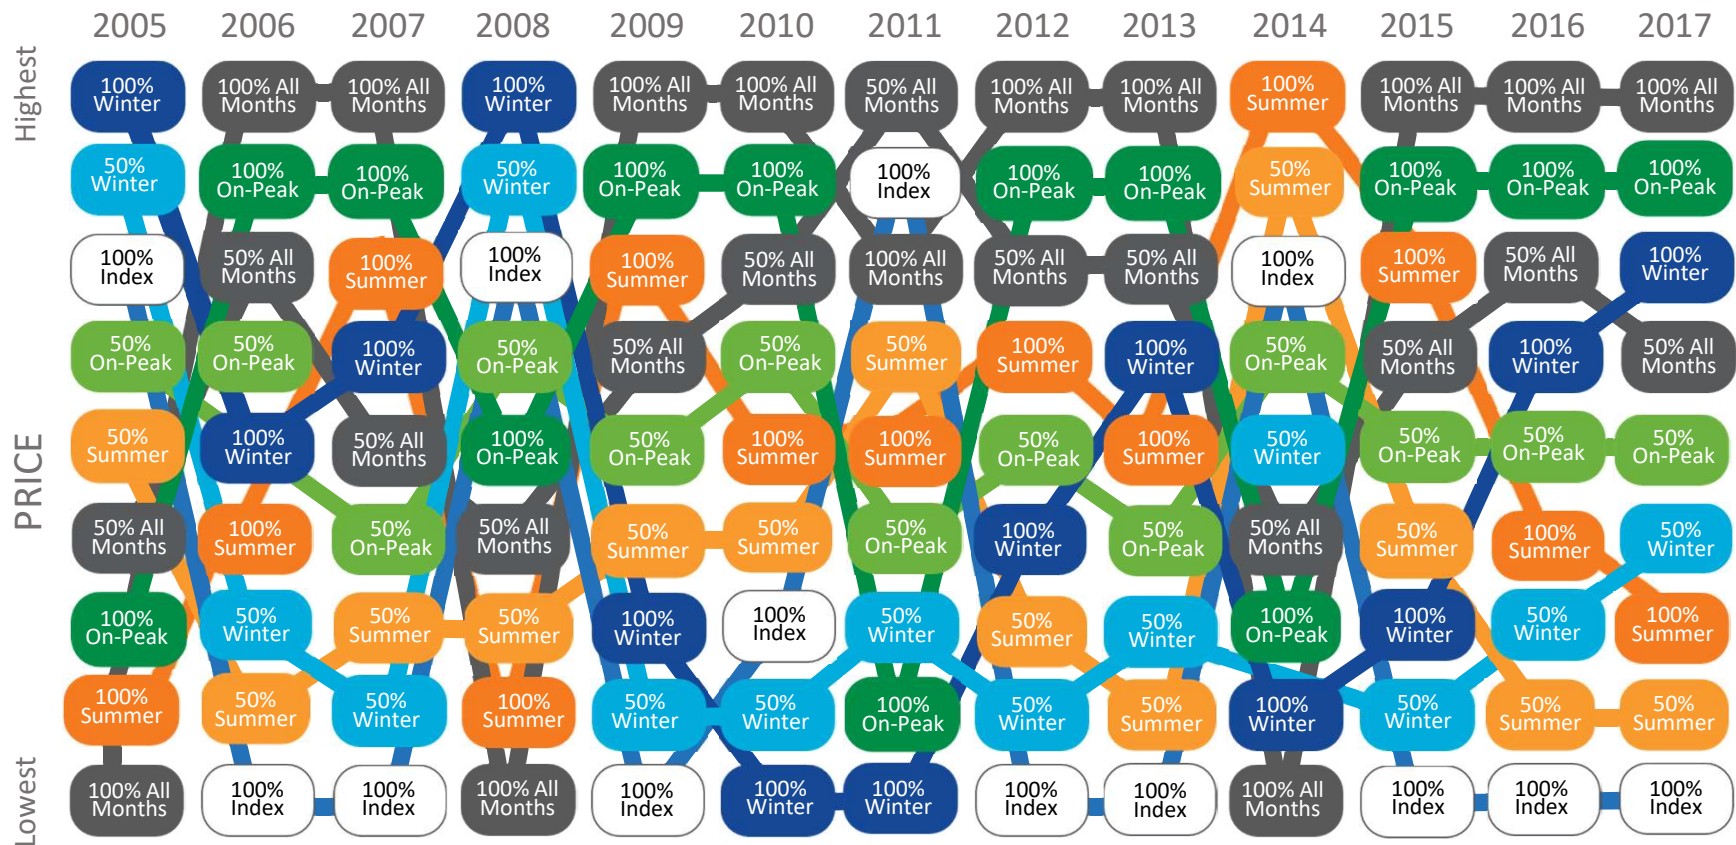 2005 2006 2007 2008 2009 2010 2011 2012 2013 2014 2015 2016 2017
Highest
PRICE
Lowest
100%
Winter
100% All
Months
100% All
Months
100%
Winter
100% All
Months
100% All
Months
50% All
Months
100% All
Months
100% All
Months
100%
Summer
100% All
Months
100% All
Months
100% All
Months
50%
Winter
100%
On-Peak
100%
On-Peak
50%
Winter
100%
On-Peak
100%
On-Peak
100%
Index
100%
On-Peak
100%
On-Peak
50%
Summer
100%
On-Peak
100%
On-Peak
100%
On-Peak
100%
Index
50% All
Months
100%
Summer
100%
Index
100%
Summer
50% All
Months
100% All
Months
50% All
Months
50% All
Months
100%
Index
100%
Summer
50% All
Months
100%
Winter
50%
On-Peak
50%
On-Peak
100%
Winter
50%
On-Peak
50% All
Months
50%
On-Peak
50%
Summer
100%
Summer
100%
Winter
50%
On-Peak
50% All
Months
100%
Winter
50% All
Months
50%
Summer
100%
Winter
50% All
Months
100%
On-Peak
50%
On-Peak
100%
Summer
100%
Summer
50%
On-Peak
100%
Summer
50%
Winter
50%
On-Peak
50%
On-Peak
50%
On-Peak
50% All
Months
100%
Summer
50%
On-Peak
50% All
Months
50%
Summer
50%
Summer
50%
On-Peak
100%
Winter
50%
On-Peak
50% All
Months
50%
Summer
100%
Summer
50%
Winter
100%
On-Peak
50%
Winter
50%
Summer
50%
Summer
100%
Winter
100%
Index
50%
Winter
50%
Summer
50%
Winter
100%
On-Peak
100%
Winter
50%
Winter
100%
Summer
100%
Summer
50%
Summer
50%
Winter
100%
Summer
50%
Winter
50%
Winter
100%
On-Peak
50%
Winter
50%
Summer
100%
Winter
50%
Winter
50%
Summer
50%
Summer
100% All
Months
100%
Index
100%
Index
100% All
Months
100%
Index
100%
Winter
100%
Winter
100%
Index
100%
Index
100% All
Months
100%
Index
100%
Index
100%
Index